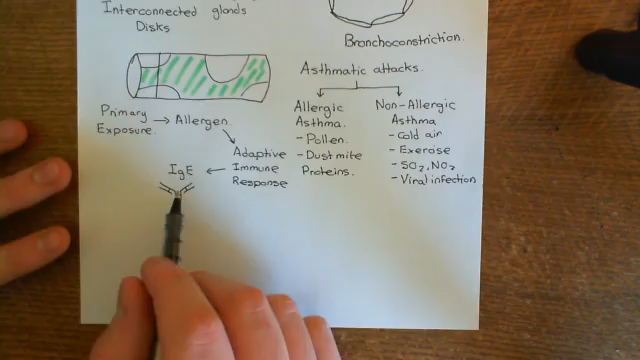 Interconnected glands
Disks
Bronchoconstriction.
Asthmatic attacks.
Allergic
Asthma.
- Pollen.
- Dust mite
Proteins.
Non-Allergic
Asthma
- Cold air
- Exerose
- SO2, NO2
- Viral infection
Primary
Exposure.
→ Allergen.
Adaptive
Immune
Response
← IgE